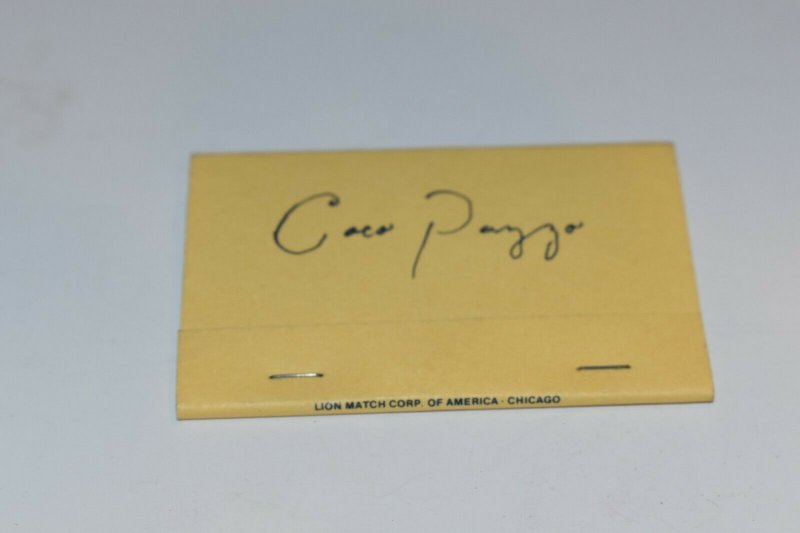 Coco Pazzo
LION MATCH CORP. OF AMERICA - CHICAGO